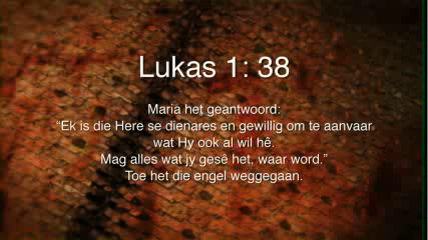 Lukas 1: 38
Maria het geantwoord:
“Ek is die Here se dienares en gewillig om te aanvaar
wat Hy ook al wil hê.
Mag alles wat jy gesê het, waar word.”
Toe het die engel weggegaan.